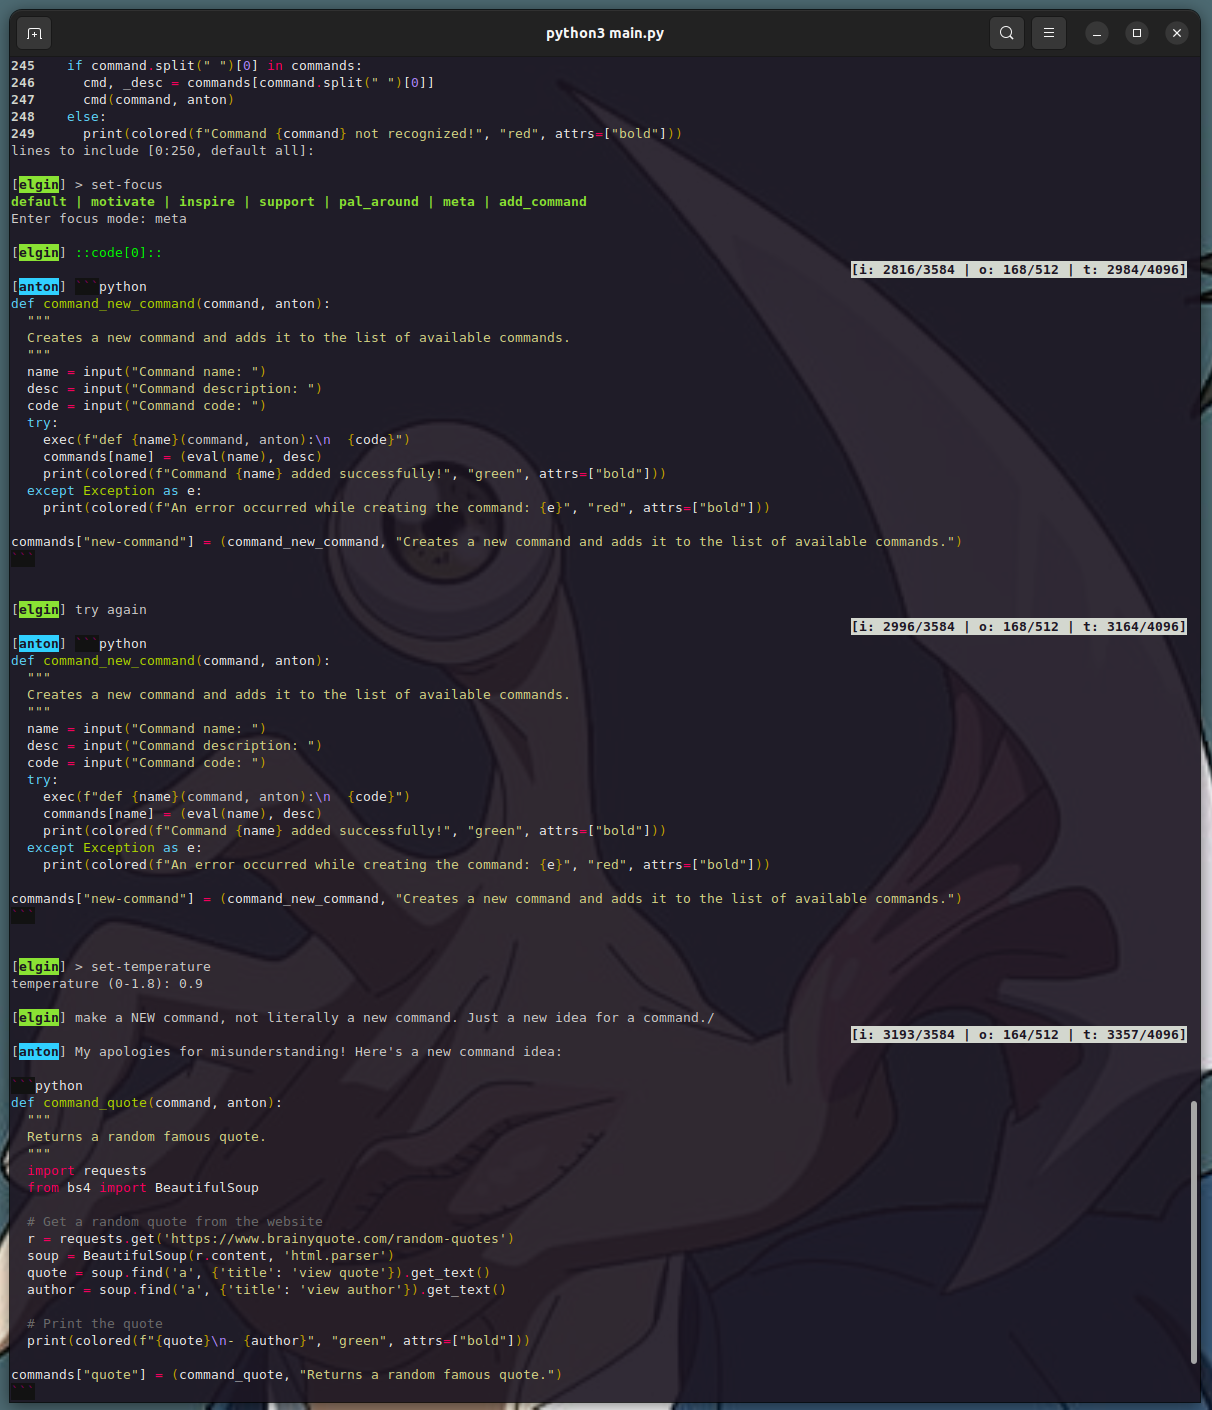 python3 main.py
245    if command.split(" ")[0] in commands:
246      cmd, _desc = commands[command.split(" ")[0]]
247      cmd(command, anton)
248    else:
249      print(colored(f"Command {command} not recognized!", "red", attrs=["bold"]))
lines to include [0:250, default all]:
[elgin] > set-focus
default | motivate | inspire | support | pal_around | meta | add_command
Enter focus mode: meta
[elgin] ::code[0]::
[i: 2816/3584 | o: 168/512 | t: 2984/4096]
[anton] ```python
def command_new_command(command, anton):
  """
  Creates a new command and adds it to the list of available commands.
  """
  name = input("Command name: ")
  desc = input("Command description: ")
  code = input("Command code: ")
  try:
    exec(f"def {name}(command, anton):\n  {code}")
    commands[name] = (eval(name), desc)
    print(colored(f"Command {name} added successfully!", "green", attrs=["bold"]))
  except Exception as e:
    print(colored(f"An error occurred while creating the command: {e}", "red", attrs=["bold"]))
commands["new-command"] = (command_new_command, "Creates a new command and adds it to the list of available commands.")
```
[elgin] try again
[i: 2996/3584 | o: 168/512 | t: 3164/4096]
[anton] ```python
def command_new_command(command, anton):
  """
  Creates a new command and adds it to the list of available commands.
  """
  name = input("Command name: ")
  desc = input("Command description: ")
  code = input("Command code: ")
  try:
    exec(f"def {name}(command, anton):\n  {code}")
    commands[name] = (eval(name), desc)
    print(colored(f"Command {name} added successfully!", "green", attrs=["bold"]))
  except Exception as e:
    print(colored(f"An error occurred while creating the command: {e}", "red", attrs=["bold"]))
commands["new-command"] = (command_new_command, "Creates a new command and adds it to the list of available commands.")
```
[elgin] > set-temperature
temperature (0-1.8): 0.9
[elgin] make a NEW command, not literally a new command. Just a new idea for a command./
[i: 3193/3584 | o: 164/512 | t: 3357/4096]
[anton] My apologies for misunderstanding! Here's a new command idea:
```python
def command_quote(command, anton):
  """
  Returns a random famous quote.
  """
  import requests
  from bs4 import BeautifulSoup
  # Get a random quote from the website
  r = requests.get('https://www.brainyquote.com/random-quotes')
  soup = BeautifulSoup(r.content, 'html.parser')
  quote = soup.find('a', {'title': 'view quote'}).get_text()
  author = soup.find('a', {'title': 'view author'}).get_text()
  # Print the quote
  print(colored(f"{quote}\n- {author}", "green", attrs=["bold"]))
commands["quote"] = (command_quote, "Returns a random famous quote.")
```